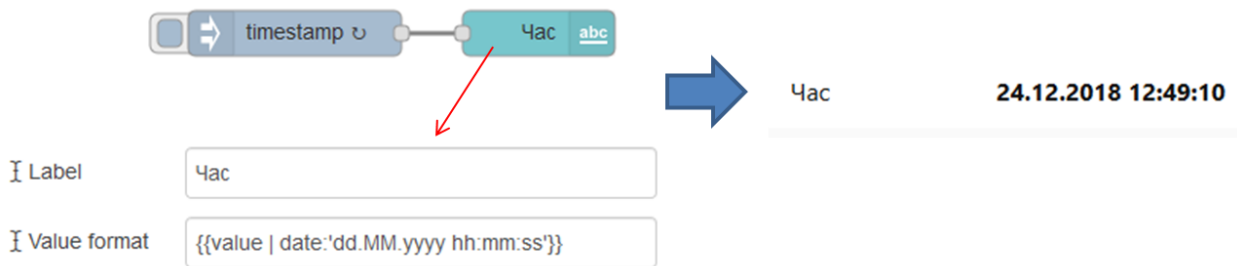 timestamp ↻
Час abc
Час 24.12.2018 12:49:10
Label Час
Value format {{value | date:'dd.MM.yyyy hh:mm:ss'}}